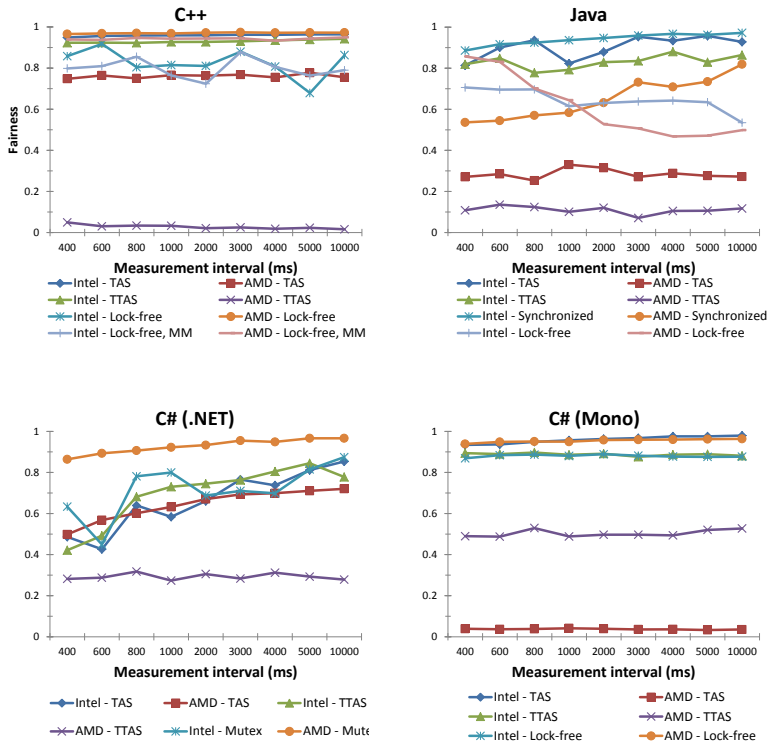 C++
Fairness
1
0.8
0.6
0.4
0.2
0
400 600 800 1000 2000 3000 4000 5000 10000
Measurement interval (ms)
Intel - TAS AMD - TAS
Intel - TTAS AMD - TTAS
Intel - Lock-free AMD - Lock-free
Intel - Lock-free, MM AMD - Lock-free, MM
Java
1
0.8
0.6
0.4
0.2
0
400 600 800 1000 2000 3000 4000 5000 10000
Measurement interval (ms)
Intel - TAS AMD - TAS
Intel - TTAS AMD - TTAS
Intel - Synchronized AMD - Synchronized
Intel - Lock-free AMD - Lock-free
C# (.NET)
1
0.8
0.6
0.4
0.2
0
400 600 800 1000 2000 3000 4000 5000 10000
Measurement interval (ms)
Intel - TAS AMD - TAS Intel - TTAS
AMD - TTAS Intel - Mutex AMD - Mute
C# (Mono)
1
0.8
0.6
0.4
0.2
0
400 600 800 1000 2000 3000 4000 5000 10000
Measurement interval (ms)
Intel - TAS AMD - TAS
Intel - TTAS AMD - TTAS
Intel - Lock-free AMD - Lock-free